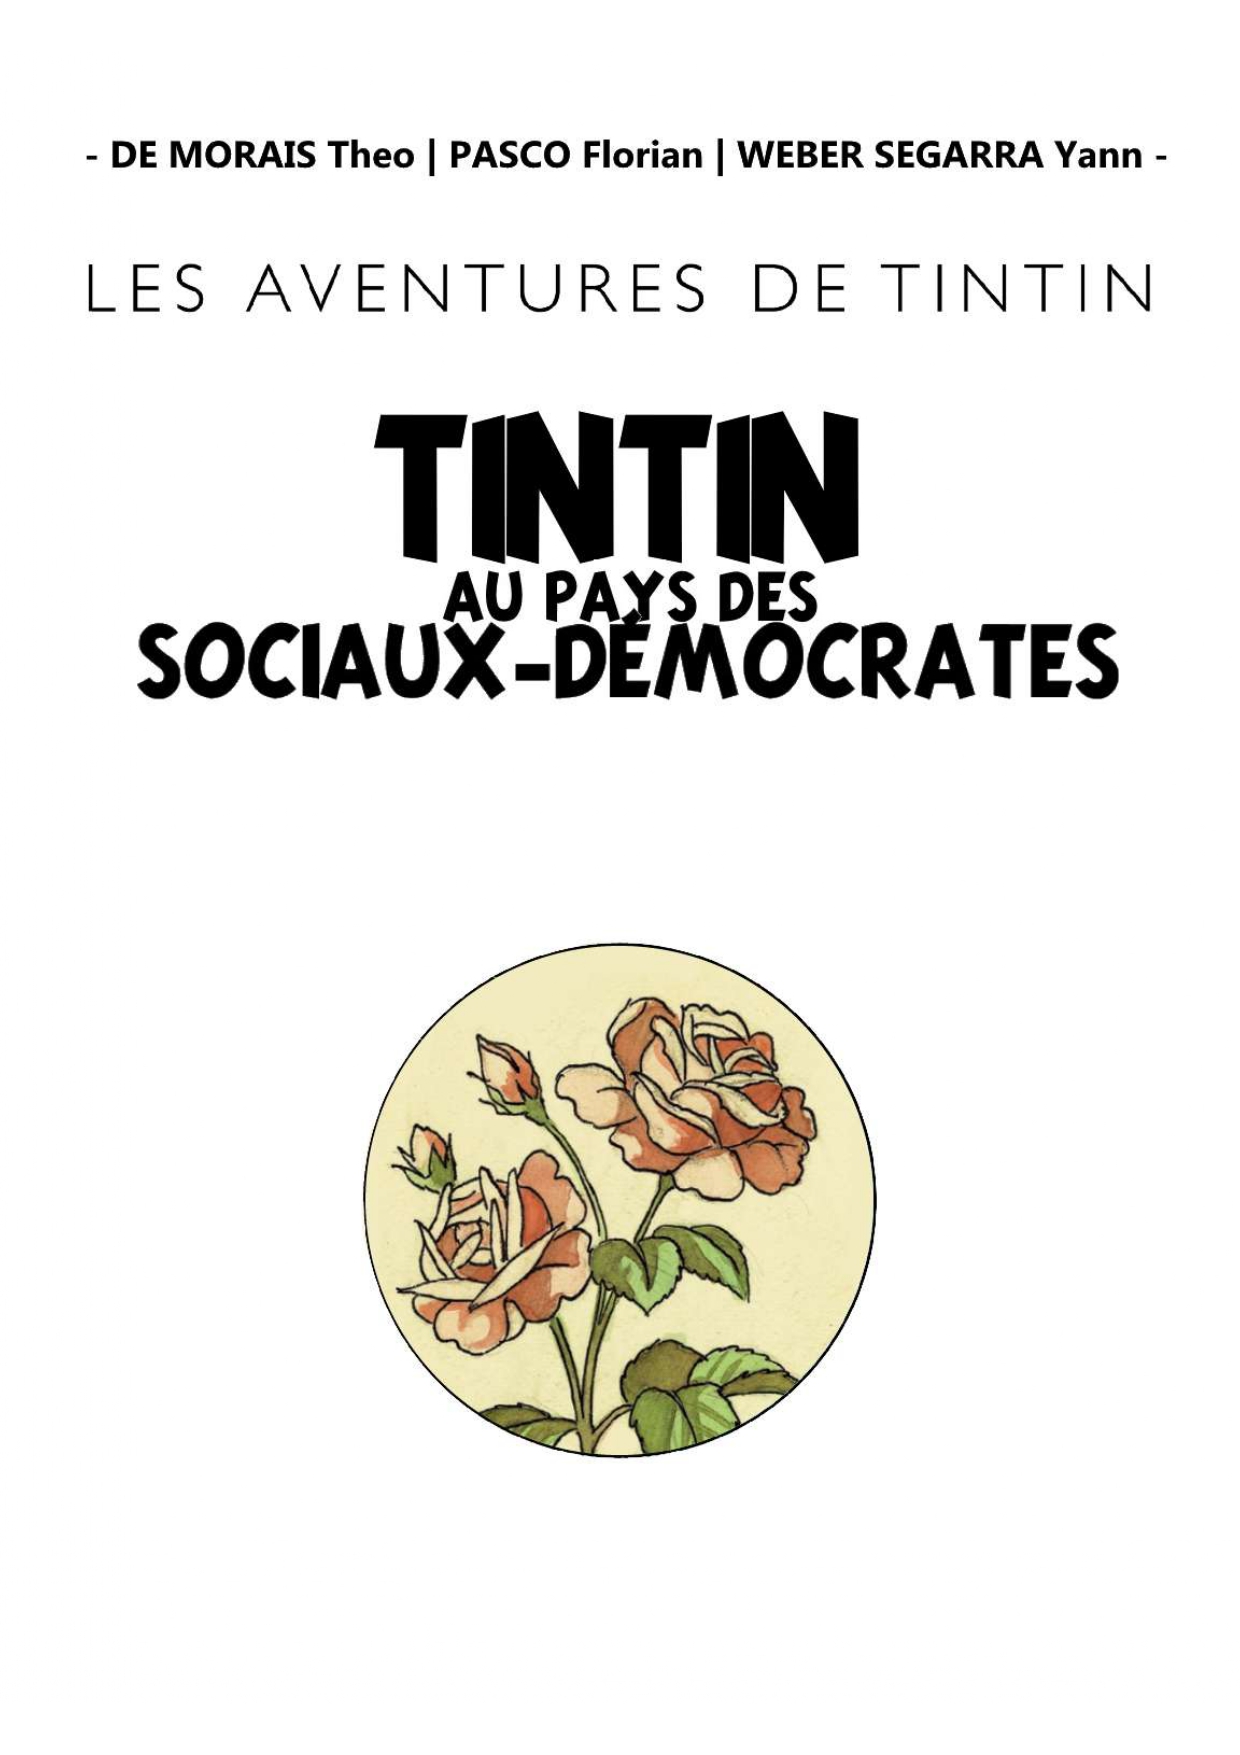 - DE MORAIS Theo | PASCO Florian | WEBER SEGARRA Yann -
LES AVENTURES DE TINTIN
TINTIN
AU PAYS DES
SOCIAUX-DÉMOCRATES